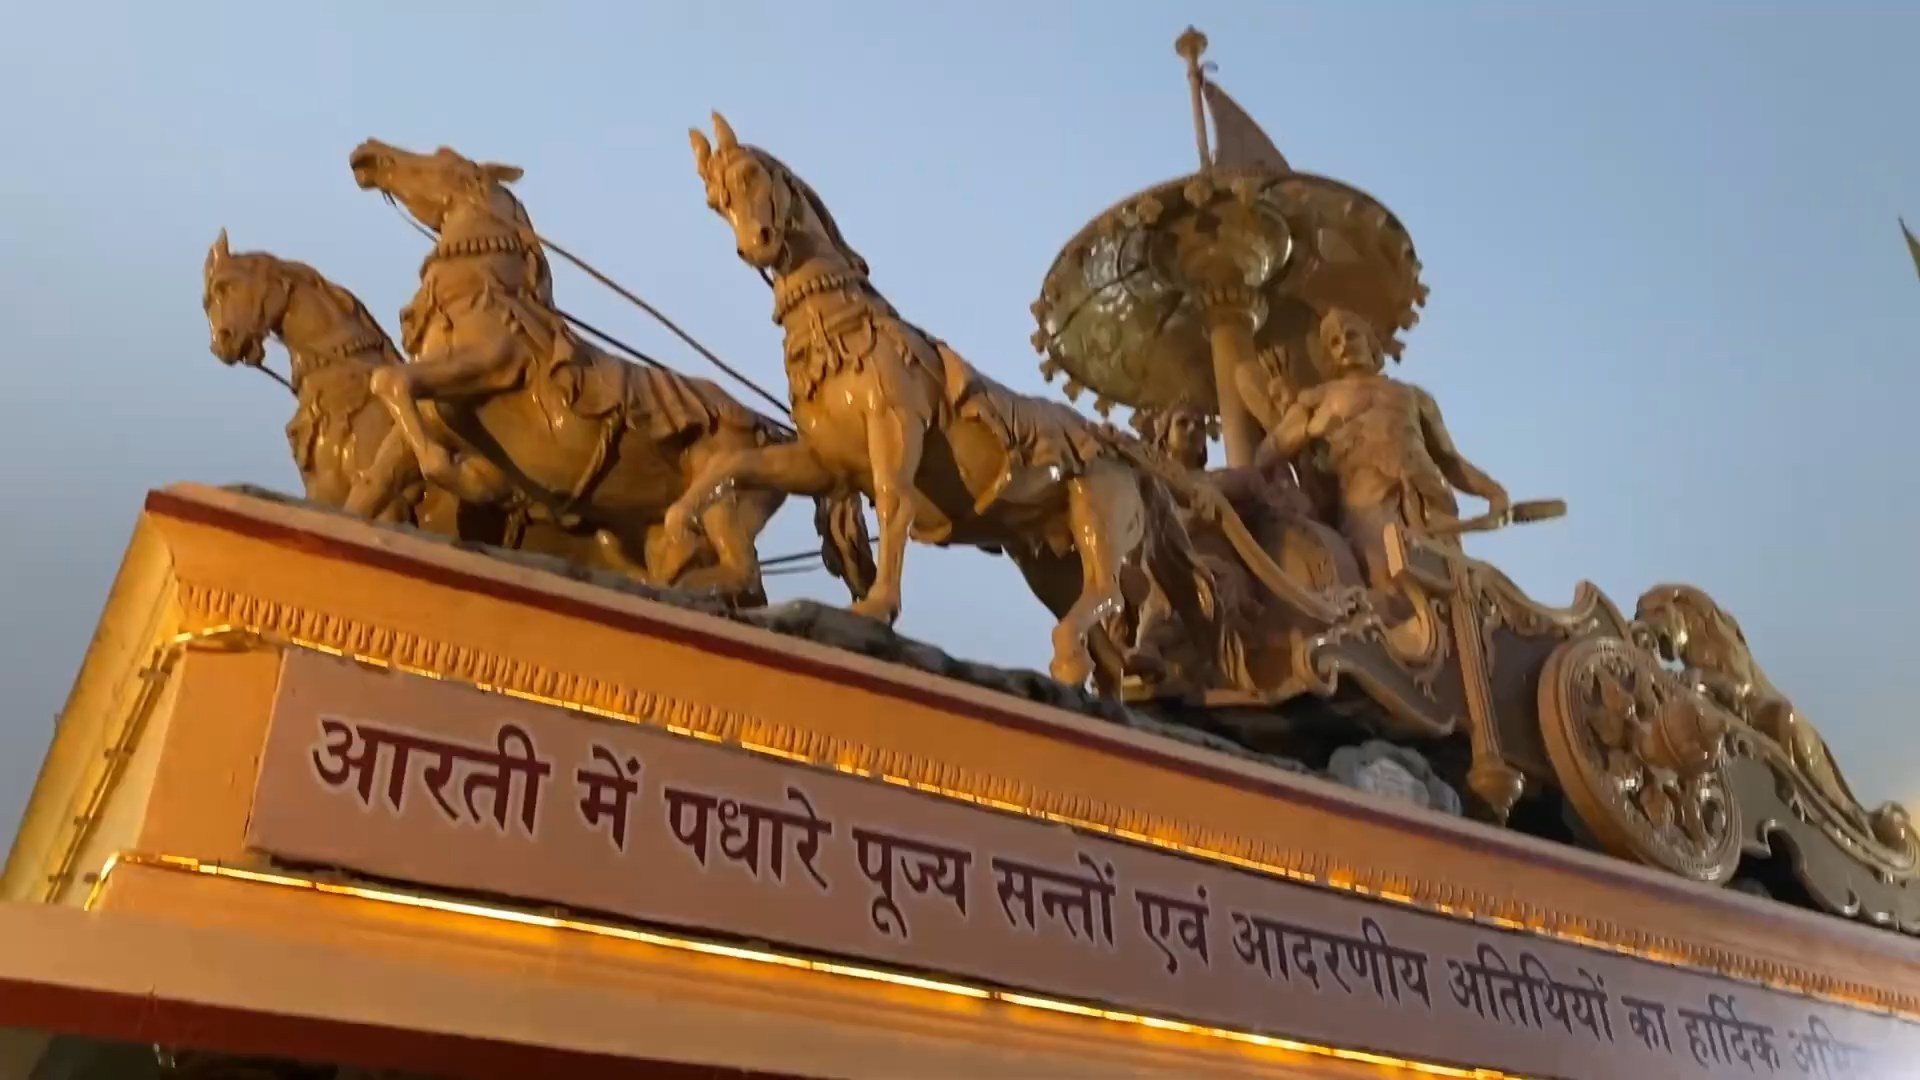 आरती में पधारे पूज्य सन्तों एवं आदरणीय अतिथियों का हार्दिक